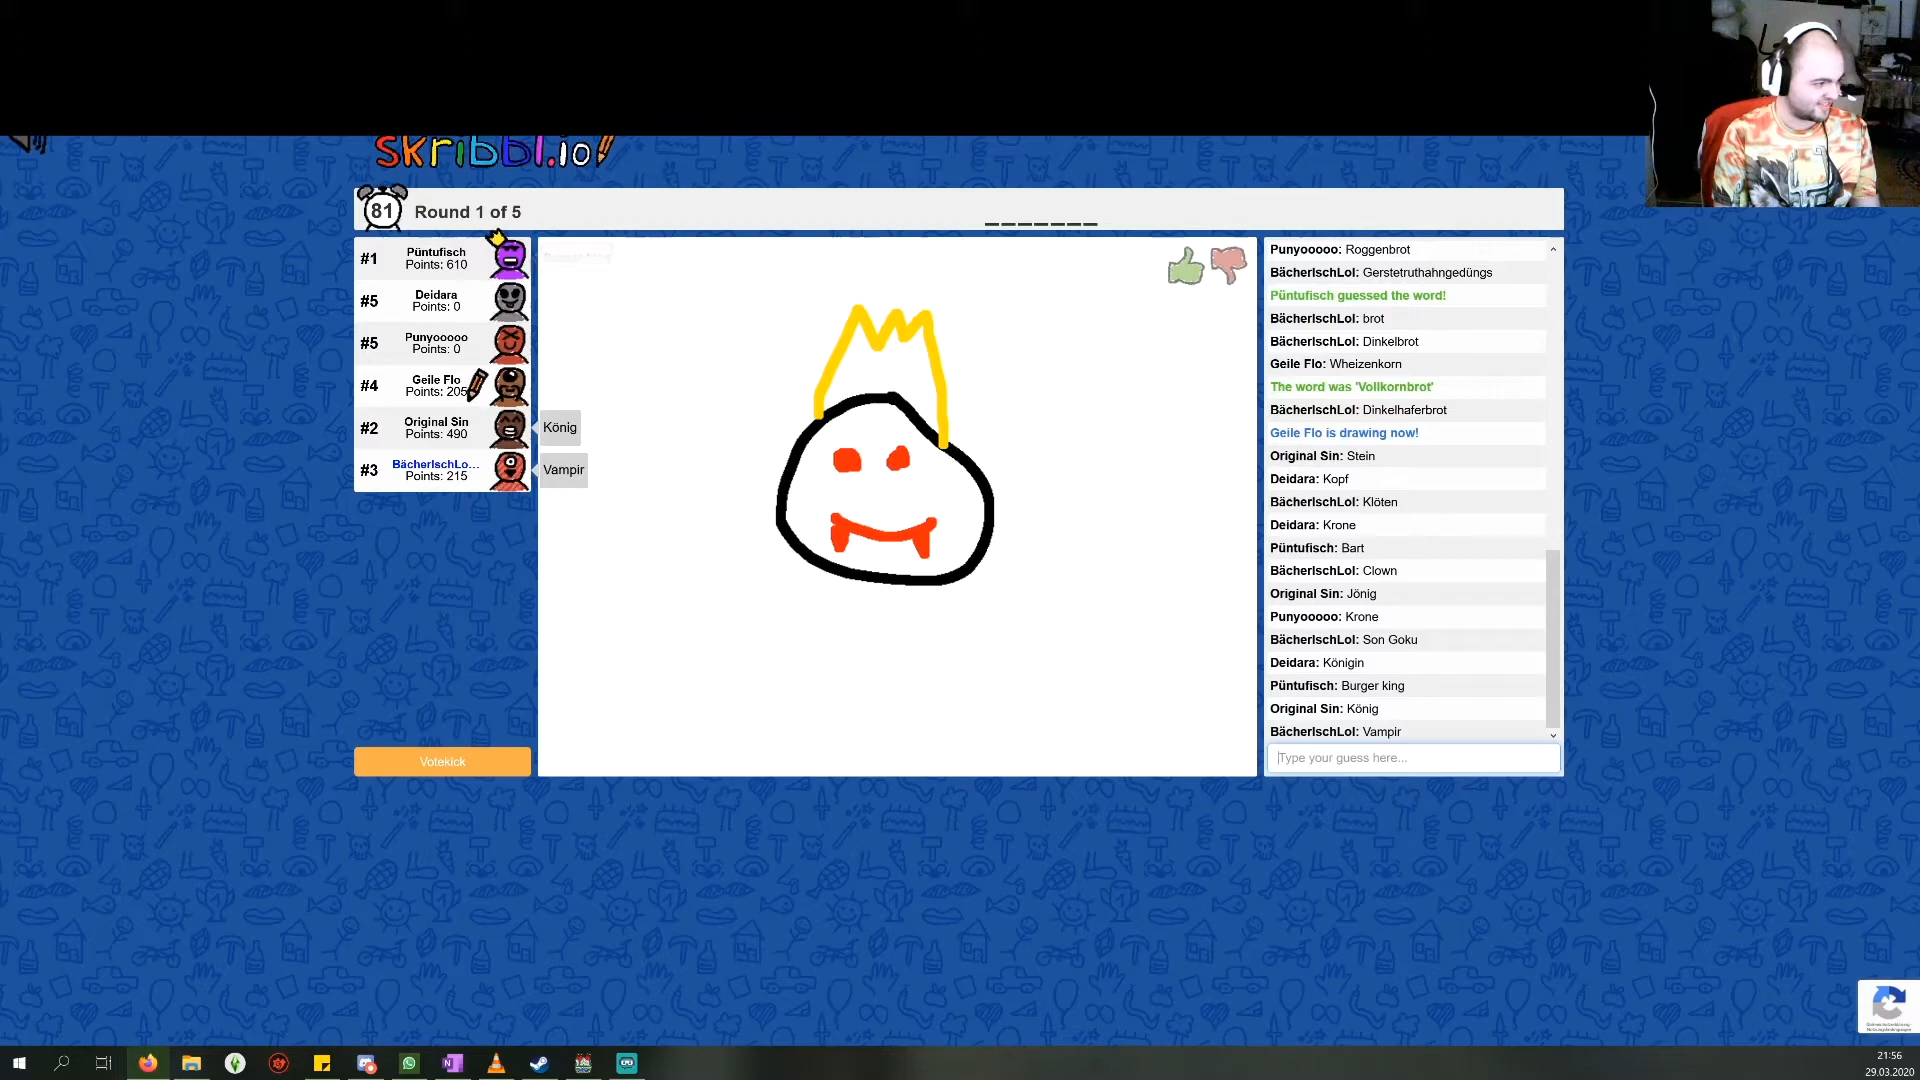 skribbl.io
81
Round 1 of 5
_______
#1
Püntufisch
Points: 610
#5
Deidara
Points: 0
#5
Punyooooo
Points: 0
#4
Geile Flo
Points: 205
#2
Original Sin
Points: 490
#3
BächerlschLo...
Points: 215
König
Vampir
Votekick
Punyooooo: Roggenbrot
BächerlschLol: Gerstetruthahngedüngs
Püntufisch guessed the word!
BächerlschLol: brot
BächerlschLol: Dinkelbrot
Geile Flo: Wheizenkorn
The word was 'Vollkornbrot'
BächerlschLol: Dinkelhaferbrot
Geile Flo is drawing now!
Original Sin: Stein
Deidara: Kopf
BächerlschLol: Klöten
Deidara: Krone
Püntufisch: Bart
BächerlschLol: Clown
Original Sin: Jönig
Punyooooo: Krone
BächerlschLol: Son Goku
Deidara: Königin
Püntufisch: Burger king
Original Sin: König
BächerlschLol: Vampir
Type your guess here...
21:56
29.03.2020